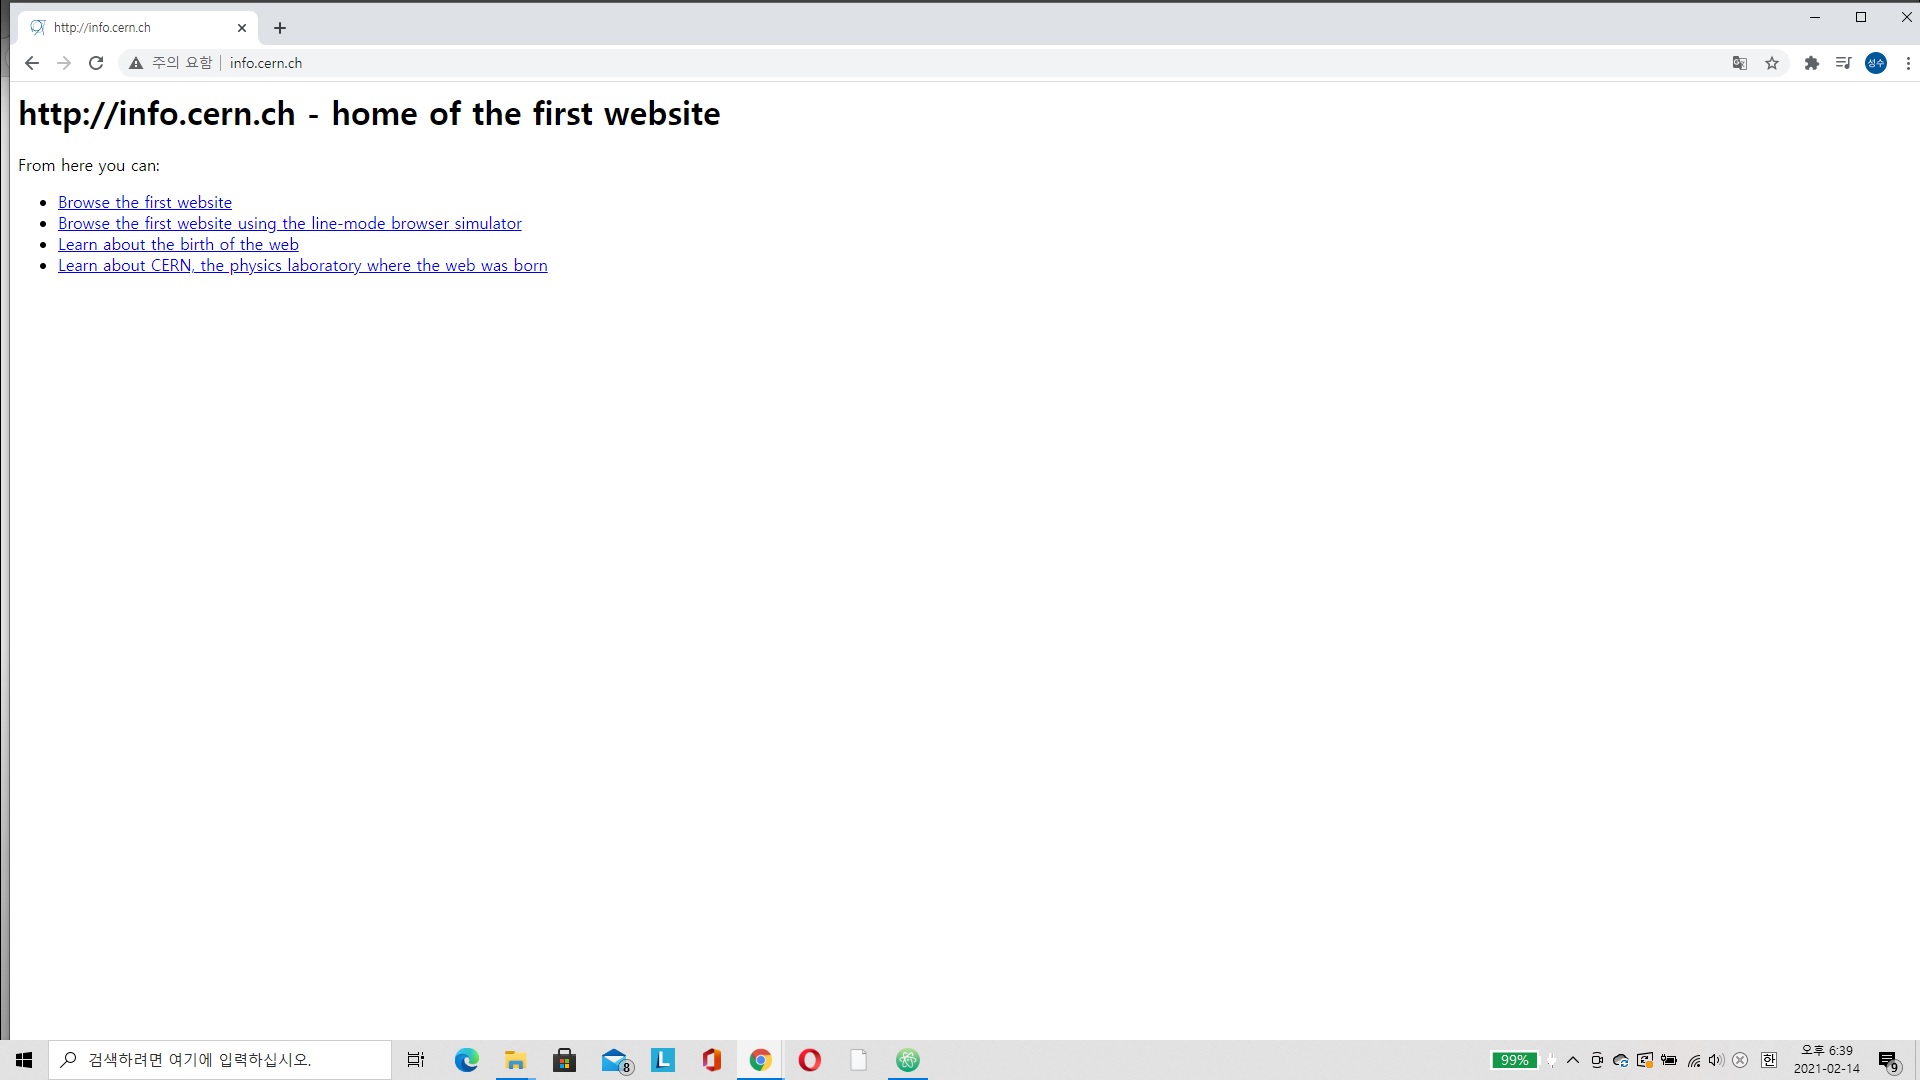 http://info.cern.ch
주의 요함 | info.cern.ch
성수
http://info.cern.ch - home of the first website
From here you can:
Browse the first website
Browse the first website using the line-mode browser simulator
Learn about the birth of the web
Learn about CERN, the physics laboratory where the web was born
검색하려면 여기에 입력하십시오.
8
L
99%
한
오후 6:39
2021-02-14
9